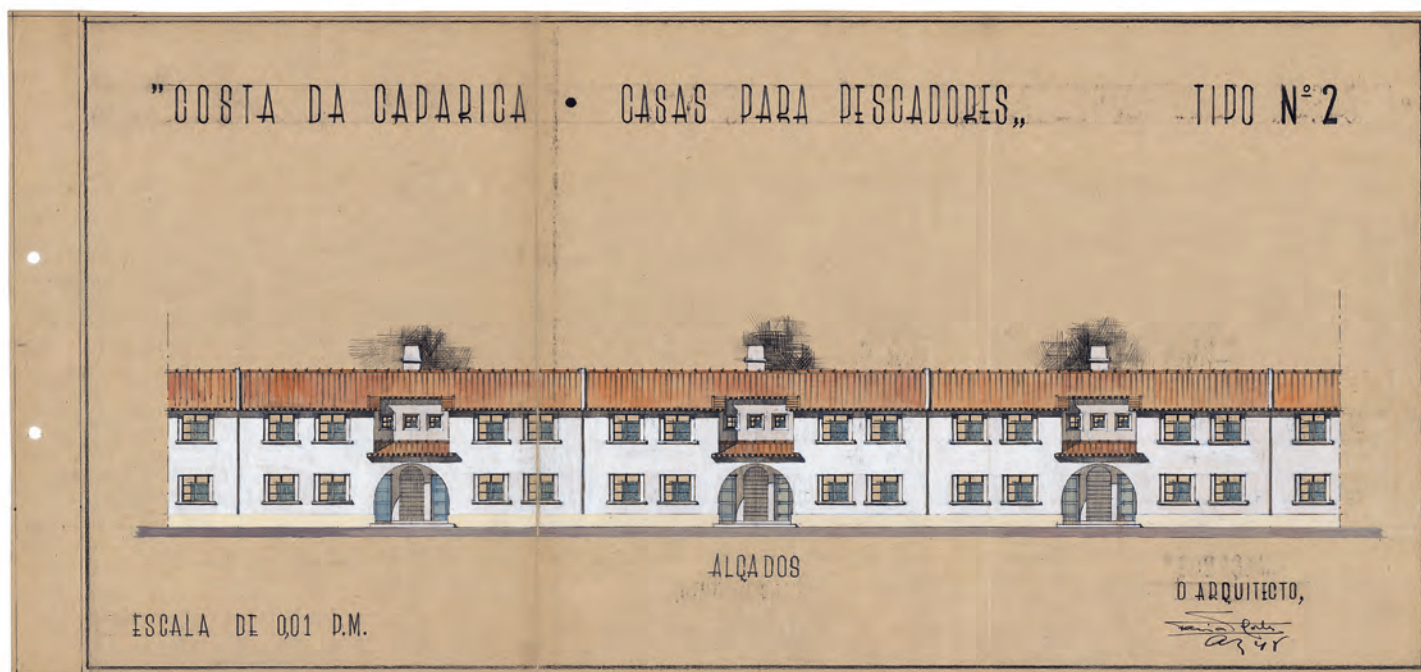 "COSTA DA CAPARICA • CASAS PARA PESCADORES„ TIPO Nº 2
ALÇADOS
ESCALA DE 0,01 P.M.
O ARQUITECTO,